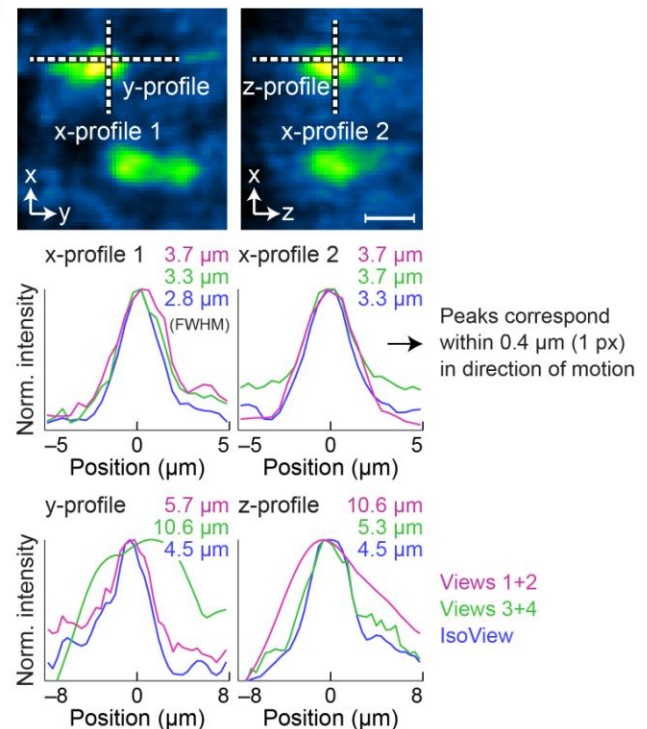 y-profile
z-profile
x-profile 1
x-profile 2
x
y
x
z
x-profile 1
3.7 µm
3.3 µm
2.8 µm
(FWHM)
x-profile 2
3.7 µm
3.7 µm
3.3 µm
Peaks correspond
within 0.4 µm (1 px)
in direction of motion
Norm. intensity
–5 0 5
Position (µm)
–5 0 5
Position (µm)
y-profile
5.7 µm
10.6 µm
4.5 µm
z-profile
10.6 µm
5.3 µm
4.5 µm
Views 1+2
Views 3+4
IsoView
Norm. intensity
–8 0 8
Position (µm)
–8 0 8
Position (µm)